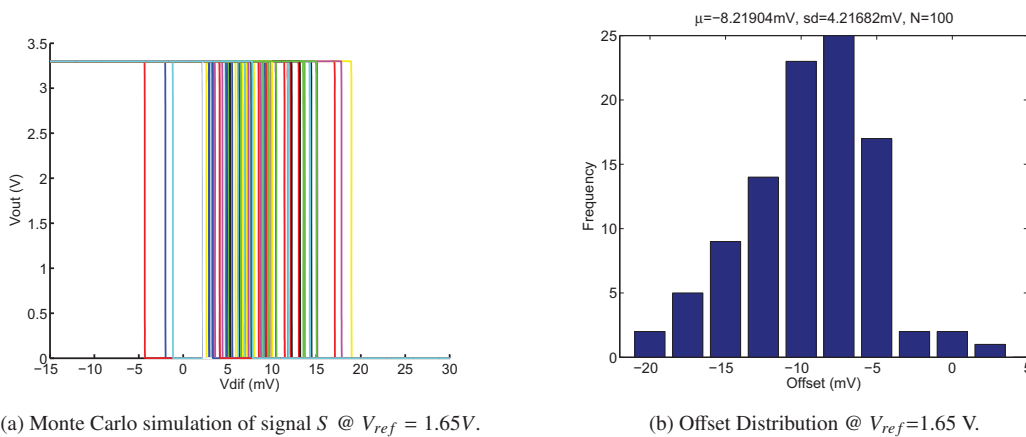 3.5
3
2.5
2
1.5
1
0.5
0
Vout (V)
−15 −10 −5 0 5 10 15 20 25 30
Vdif (mV)
(a) Monte Carlo simulation of signal S @ Vref = 1.65V.
μ=−8.21904mV, sd=4.21682mV, N=100
25
20
15
10
5
0
Frequency
−20 −15 −10 −5 0 5
Offset (mV)
(b) Offset Distribution @ Vref=1.65 V.